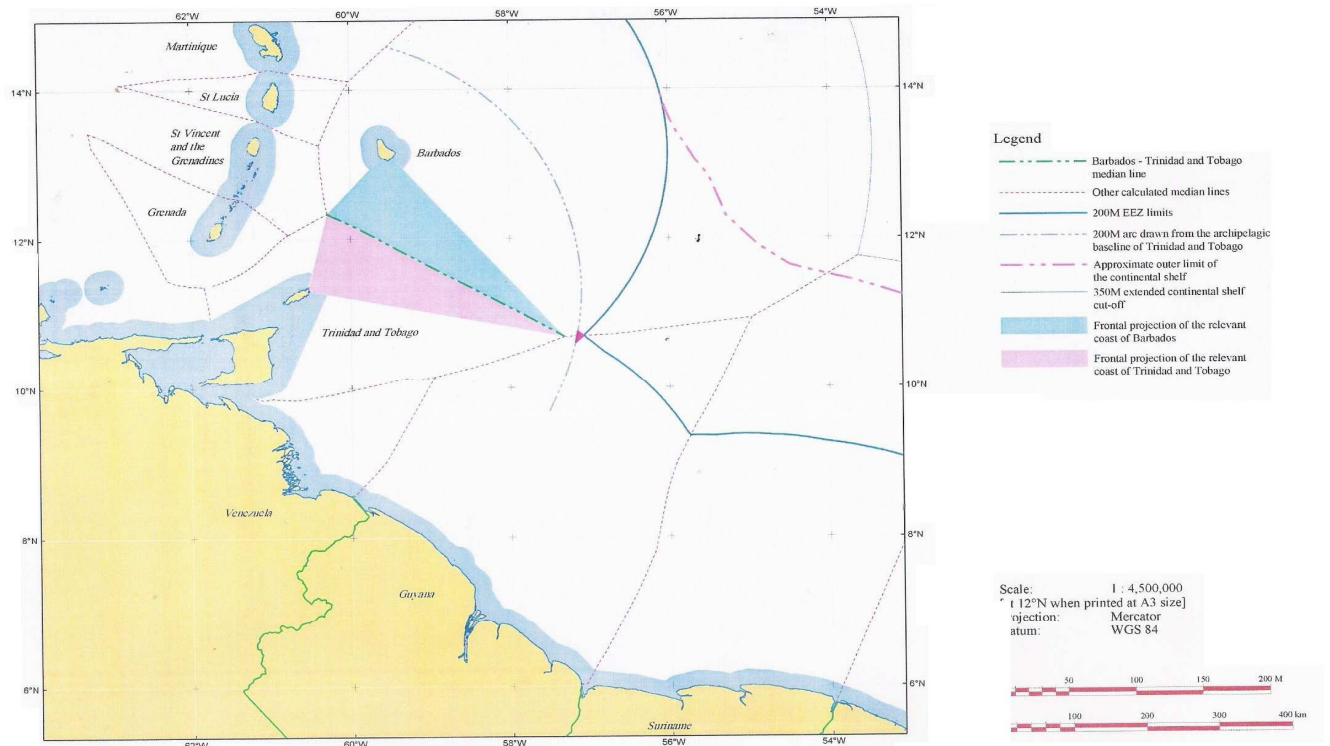 62°W 60°W 58°W 56°W 54°W
Martinique
14°N 14°N
St Lucia
St Vincent
and the
Grenadines
Barbados
Grenada
12°N 12°N
Trinidad and Tobago
10°N 10°N
Venezuela
8°N 8°N
Guyana
6°N 6°N
Suriname
62°W 60°W 58°W 56°W 54°W
Legend
Barbados - Trinidad and Tobago
median line
Other calculated median lines
200M EEZ limits
200M arc drawn from the archipelagic
baseline of Trinidad and Tobago
Approximate outer limit of
the continental shelf
350M extended continental shelf
cut-off
Frontal projection of the relevant
coast of Barbados
Frontal projection of the relevant
coast of Trinidad and Tobago
Scale: 1 : 4,500,000
t 12°N when printed at A3 size]
ojection: Mercator
atum: WGS 84
50 100 150 200 M
100 200 300 400 km